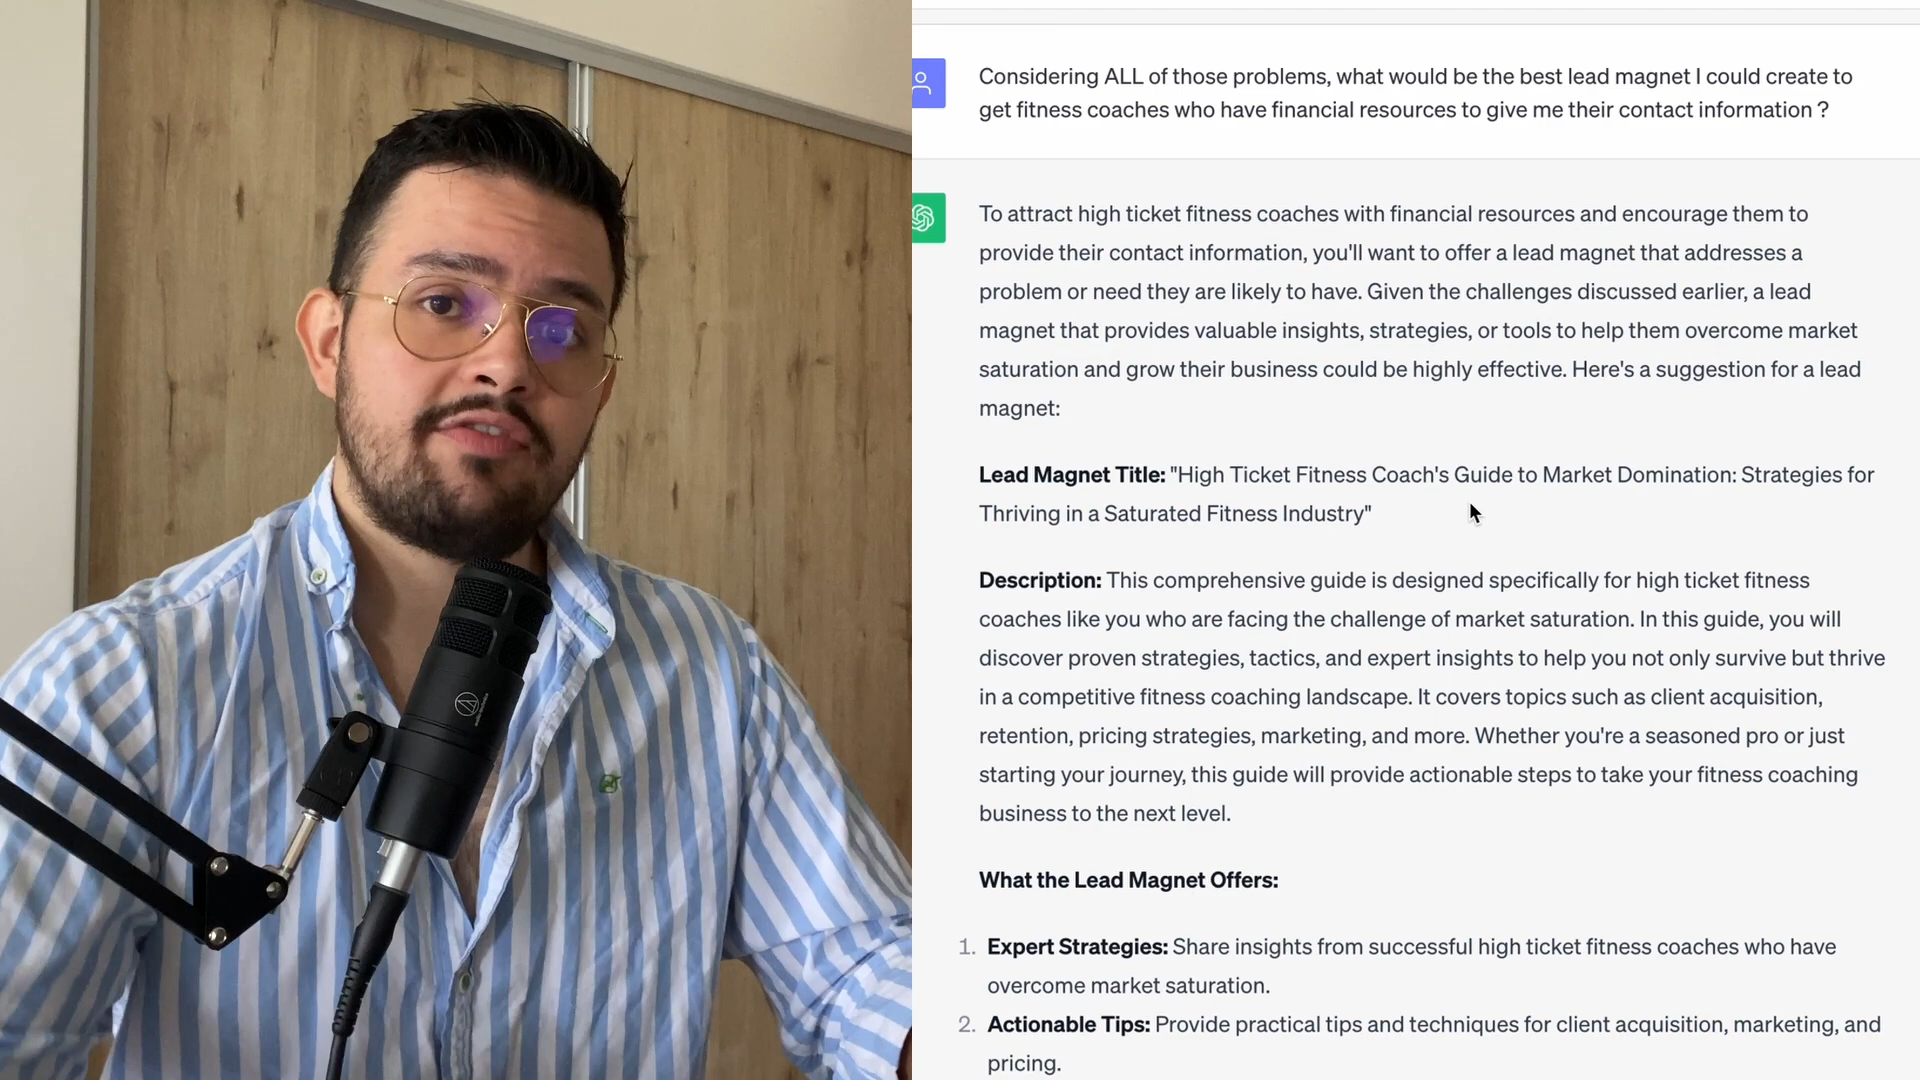 Considering ALL of those problems, what would be the best lead magnet I could create to
get fitness coaches who have financial resources to give me their contact information ?
To attract high ticket fitness coaches with financial resources and encourage them to
provide their contact information, you'll want to offer a lead magnet that addresses a
problem or need they are likely to have. Given the challenges discussed earlier, a lead
magnet that provides valuable insights, strategies, or tools to help them overcome market
saturation and grow their business could be highly effective. Here's a suggestion for a lead
magnet:
Lead Magnet Title: "High Ticket Fitness Coach's Guide to Market Domination: Strategies for
Thriving in a Saturated Fitness Industry"
Description: This comprehensive guide is designed specifically for high ticket fitness
coaches like you who are facing the challenge of market saturation. In this guide, you will
discover proven strategies, tactics, and expert insights to help you not only survive but thrive
in a competitive fitness coaching landscape. It covers topics such as client acquisition,
retention, pricing strategies, marketing, and more. Whether you're a seasoned pro or just
starting your journey, this guide will provide actionable steps to take your fitness coaching
business to the next level.
What the Lead Magnet Offers:
1. Expert Strategies: Share insights from successful high ticket fitness coaches who have
overcome market saturation.
2. Actionable Tips: Provide practical tips and techniques for client acquisition, marketing, and
pricing.